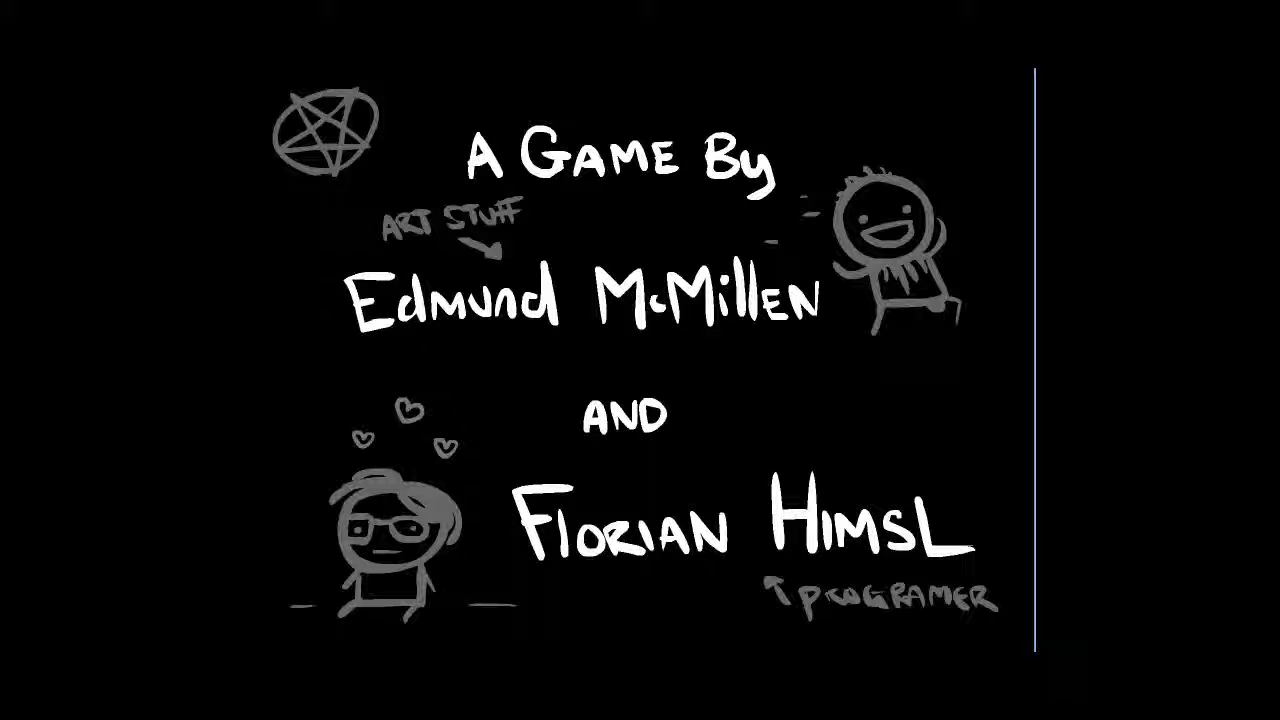 A GAME BY
ART STUFF
Edmund McMillen
AND
Florian Himsl
PROGRAMER